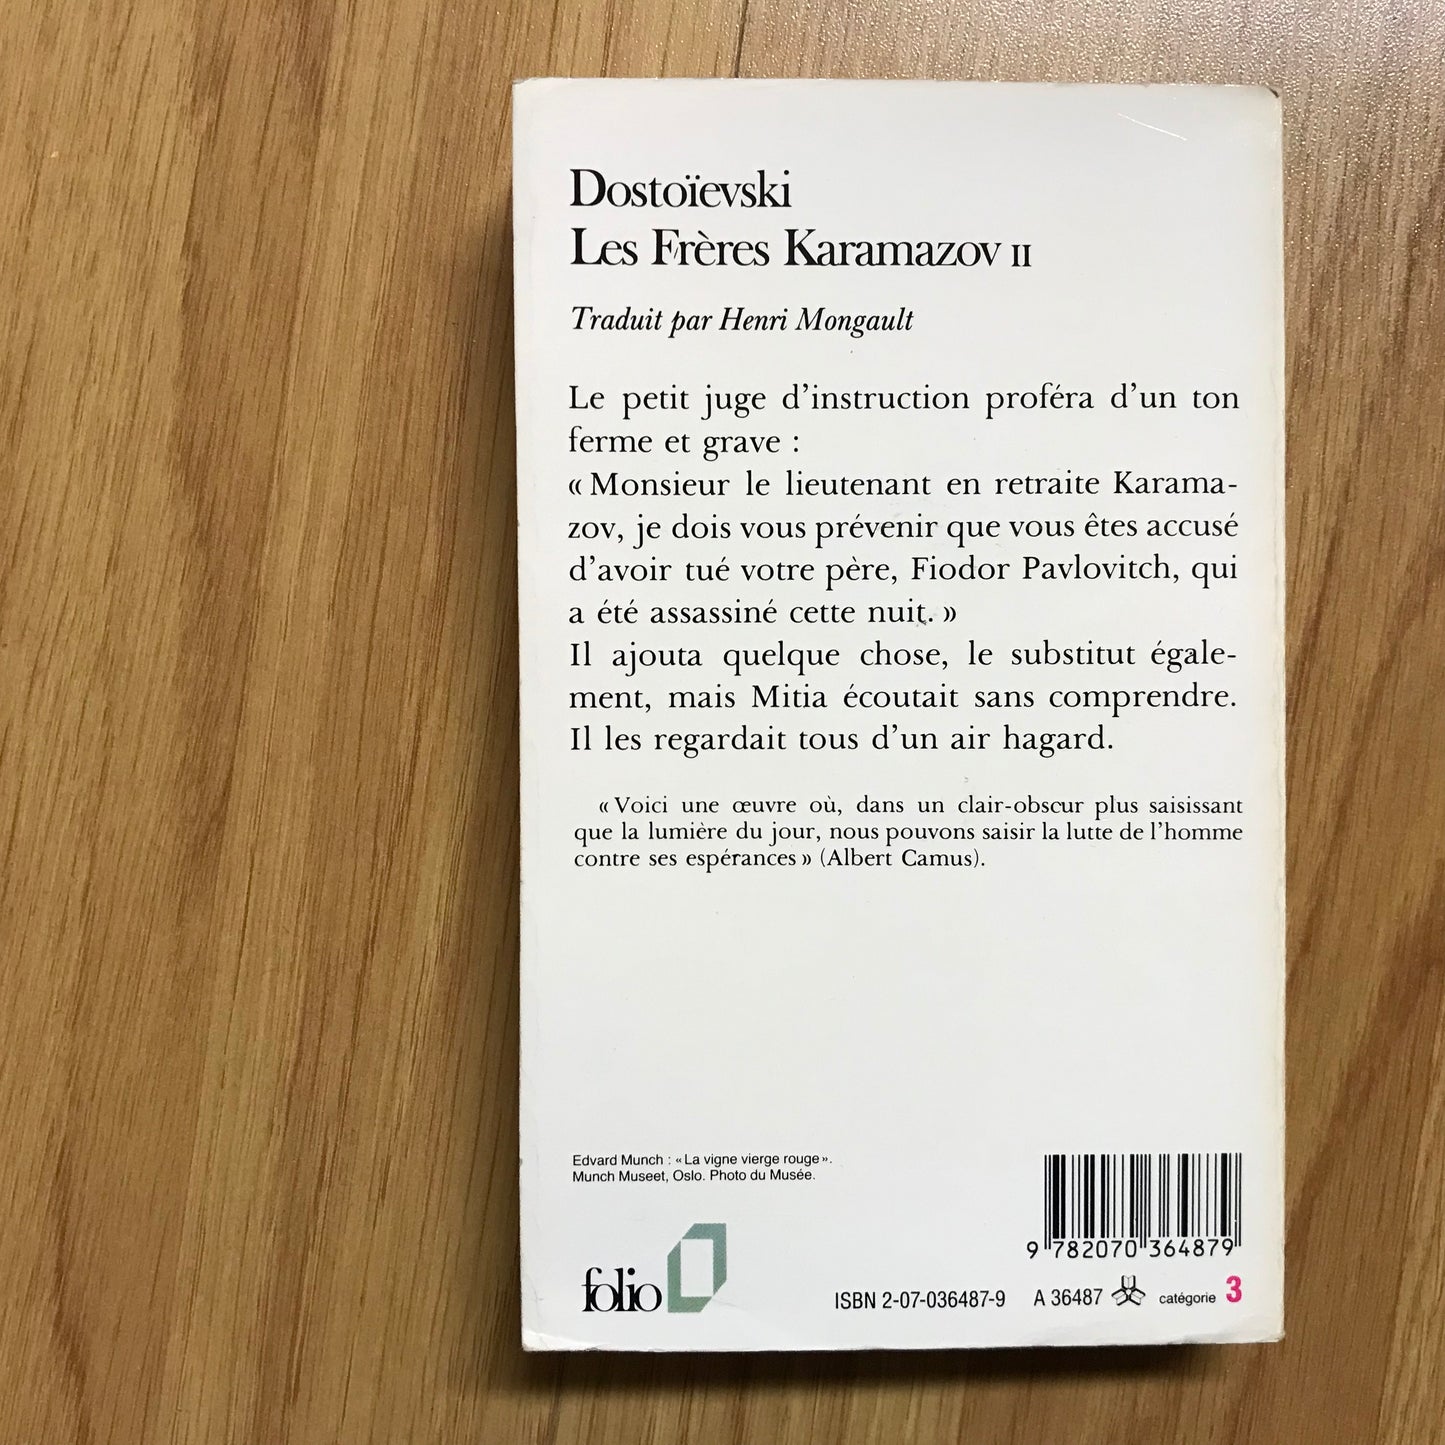 Dostoïevski
Les Frères Karamazov II
Traduit par Henri Mongault
Le petit juge d'instruction proféra d'un ton
ferme et grave :
« Monsieur le lieutenant en retraite Karama-
zov, je dois vous prévenir que vous êtes accusé
d'avoir tué votre père, Fiodor Pavlovitch, qui
a été assassiné cette nuit. »
Il ajouta quelque chose, le substitut égale-
ment, mais Mitia écoutait sans comprendre.
Il les regardait tous d'un air hagard.
« Voici une œuvre où, dans un clair-obscur plus saisissant
que la lumière du jour, nous pouvons saisir la lutte de l'homme
contre ses espérances » (Albert Camus).
Edvard Munch : « La vigne vierge rouge ».
Munch Museet, Oslo. Photo du Musée.
9 782070 364879
folio
ISBN 2-07-036487-9 A 36487 catégorie 3